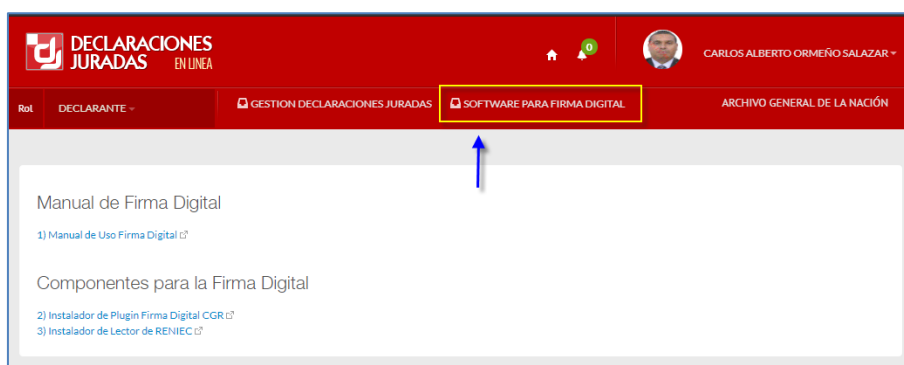 DECLARACIONES
JURADAS EN LINEA
0
CARLOS ALBERTO ORMEÑO SALAZAR
Rol DECLARANTE
GESTION DECLARACIONES JURADAS
SOFTWARE PARA FIRMA DIGITAL
ARCHIVO GENERAL DE LA NACIÓN
Manual de Firma Digital
1) Manual de Uso Firma Digital
Componentes para la Firma Digital
2) Instalador de Plugin Firma Digital CGR
3) Instalador de Lector de RENIEC